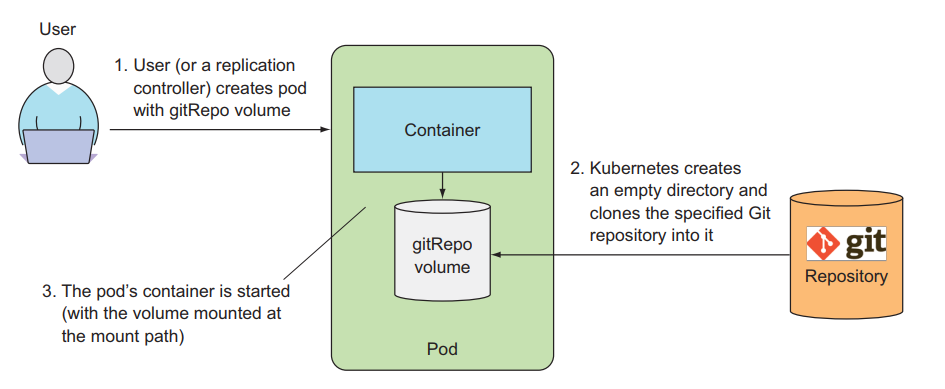 User
1. User (or a replication
controller) creates pod
with gitRepo volume
Container
2. Kubernetes creates
an empty directory and
clones the specified Git
repository into it
gitRepo
volume
git
Repository
3. The pod’s container is started
(with the volume mounted at
the mount path)
Pod